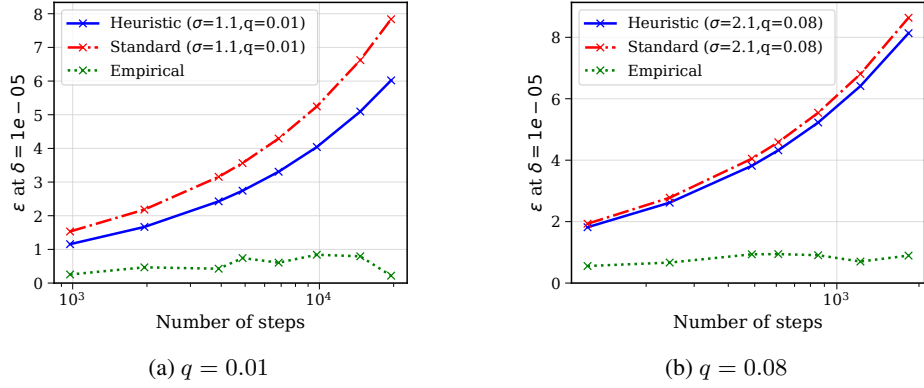 8
7
6
5
4
3
2
1
0
ε at δ = 1e − 05
Heuristic (σ=1.1,q=0.01)
Standard (σ=1.1,q=0.01)
Empirical
10³
10⁴
Number of steps
(a) q = 0.01
8
6
4
2
0
ε at δ = 1e − 05
Heuristic (σ=2.1,q=0.08)
Standard (σ=2.1,q=0.08)
Empirical
10³
Number of steps
(b) q = 0.08